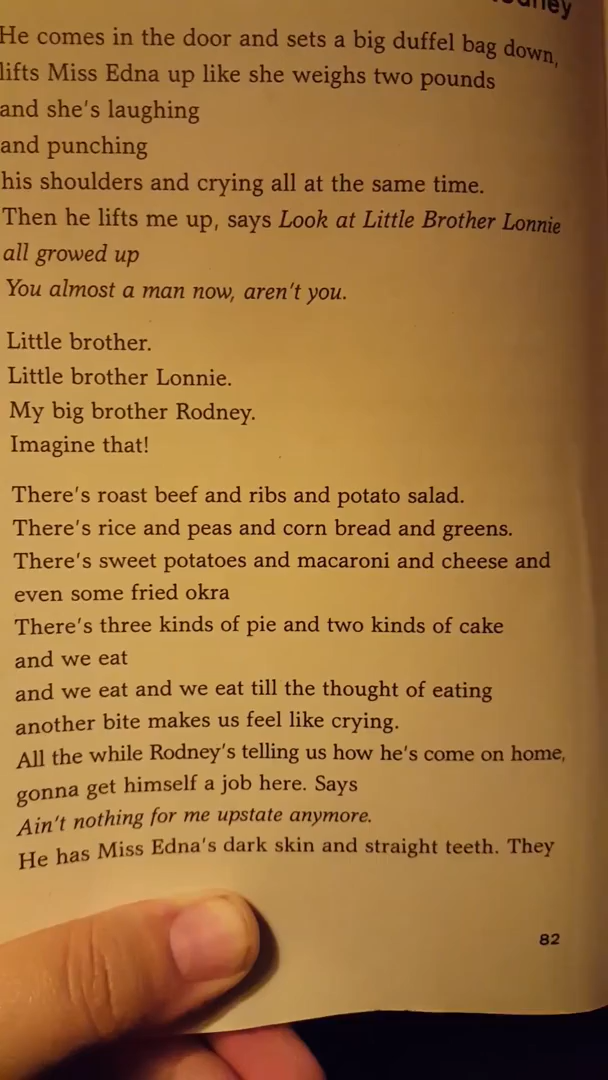 He comes in the door and sets a big duffel bag down,
lifts Miss Edna up like she weighs two pounds
and she's laughing
and punching
his shoulders and crying all at the same time.
Then he lifts me up, says Look at Little Brother Lonnie
all growed up
You almost a man now, aren't you.
Little brother.
Little brother Lonnie.
My big brother Rodney.
Imagine that!
There's roast beef and ribs and potato salad.
There's rice and peas and corn bread and greens.
There's sweet potatoes and macaroni and cheese and
even some fried okra
There's three kinds of pie and two kinds of cake
and we eat
and we eat and we eat till the thought of eating
another bite makes us feel like crying.
All the while Rodney's telling us how he's come on home,
gonna get himself a job here. Says
Ain't nothing for me upstate anymore.
He has Miss Edna's dark skin and straight teeth. They
82